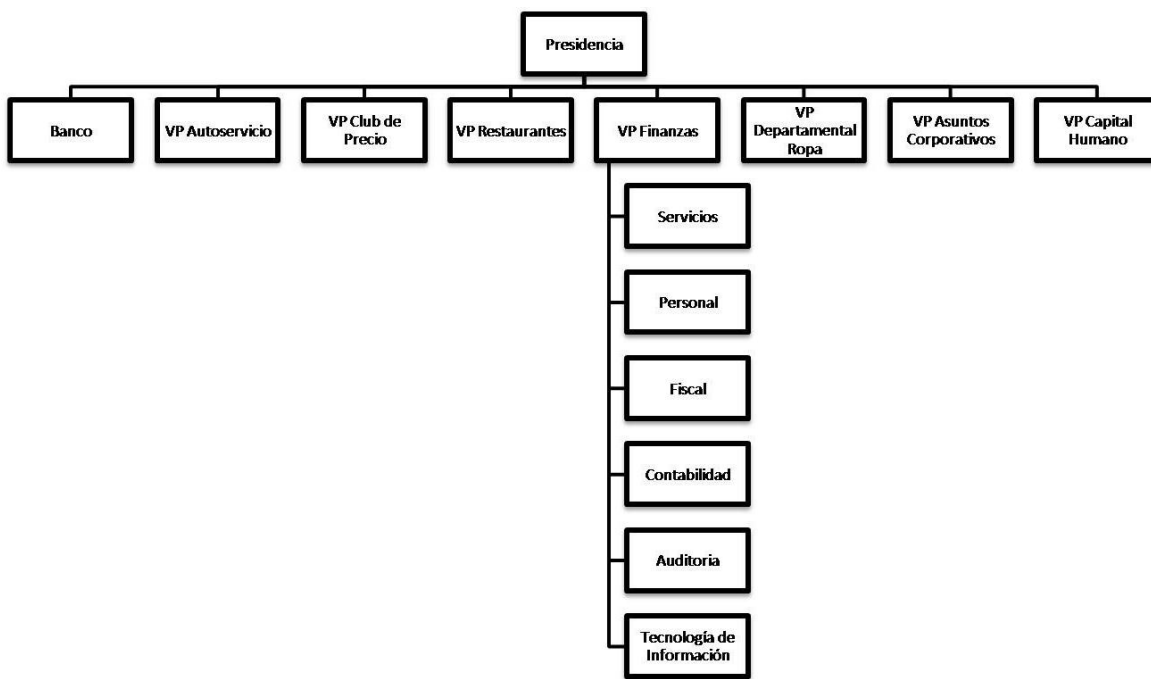 Presidencia
Banco
VP Autoservicio
VP Club de
Precio
VP Restaurantes
VP Finanzas
VP
Departamental
Ropa
VP Asuntos
Corporativos
VP Capital
Humano
Servicios
Personal
Fiscal
Contabilidad
Auditoria
Tecnología de
Información